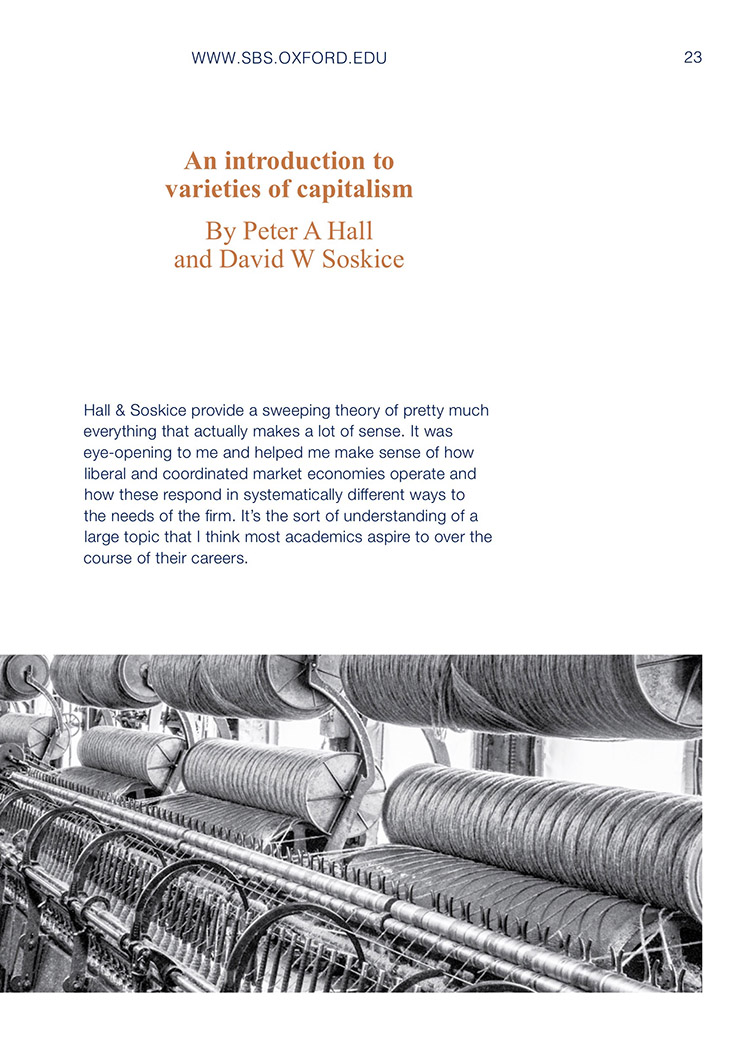 WWW.SBS.OXFORD.EDU
23
An introduction to
varieties of capitalism
By Peter A Hall
and David W Soskice
Hall & Soskice provide a sweeping theory of pretty much
everything that actually makes a lot of sense. It was
eye-opening to me and helped me make sense of how
liberal and coordinated market economies operate and
how these respond in systematically different ways to
the needs of the firm. It’s the sort of understanding of a
large topic that I think most academics aspire to over the
course of their careers.